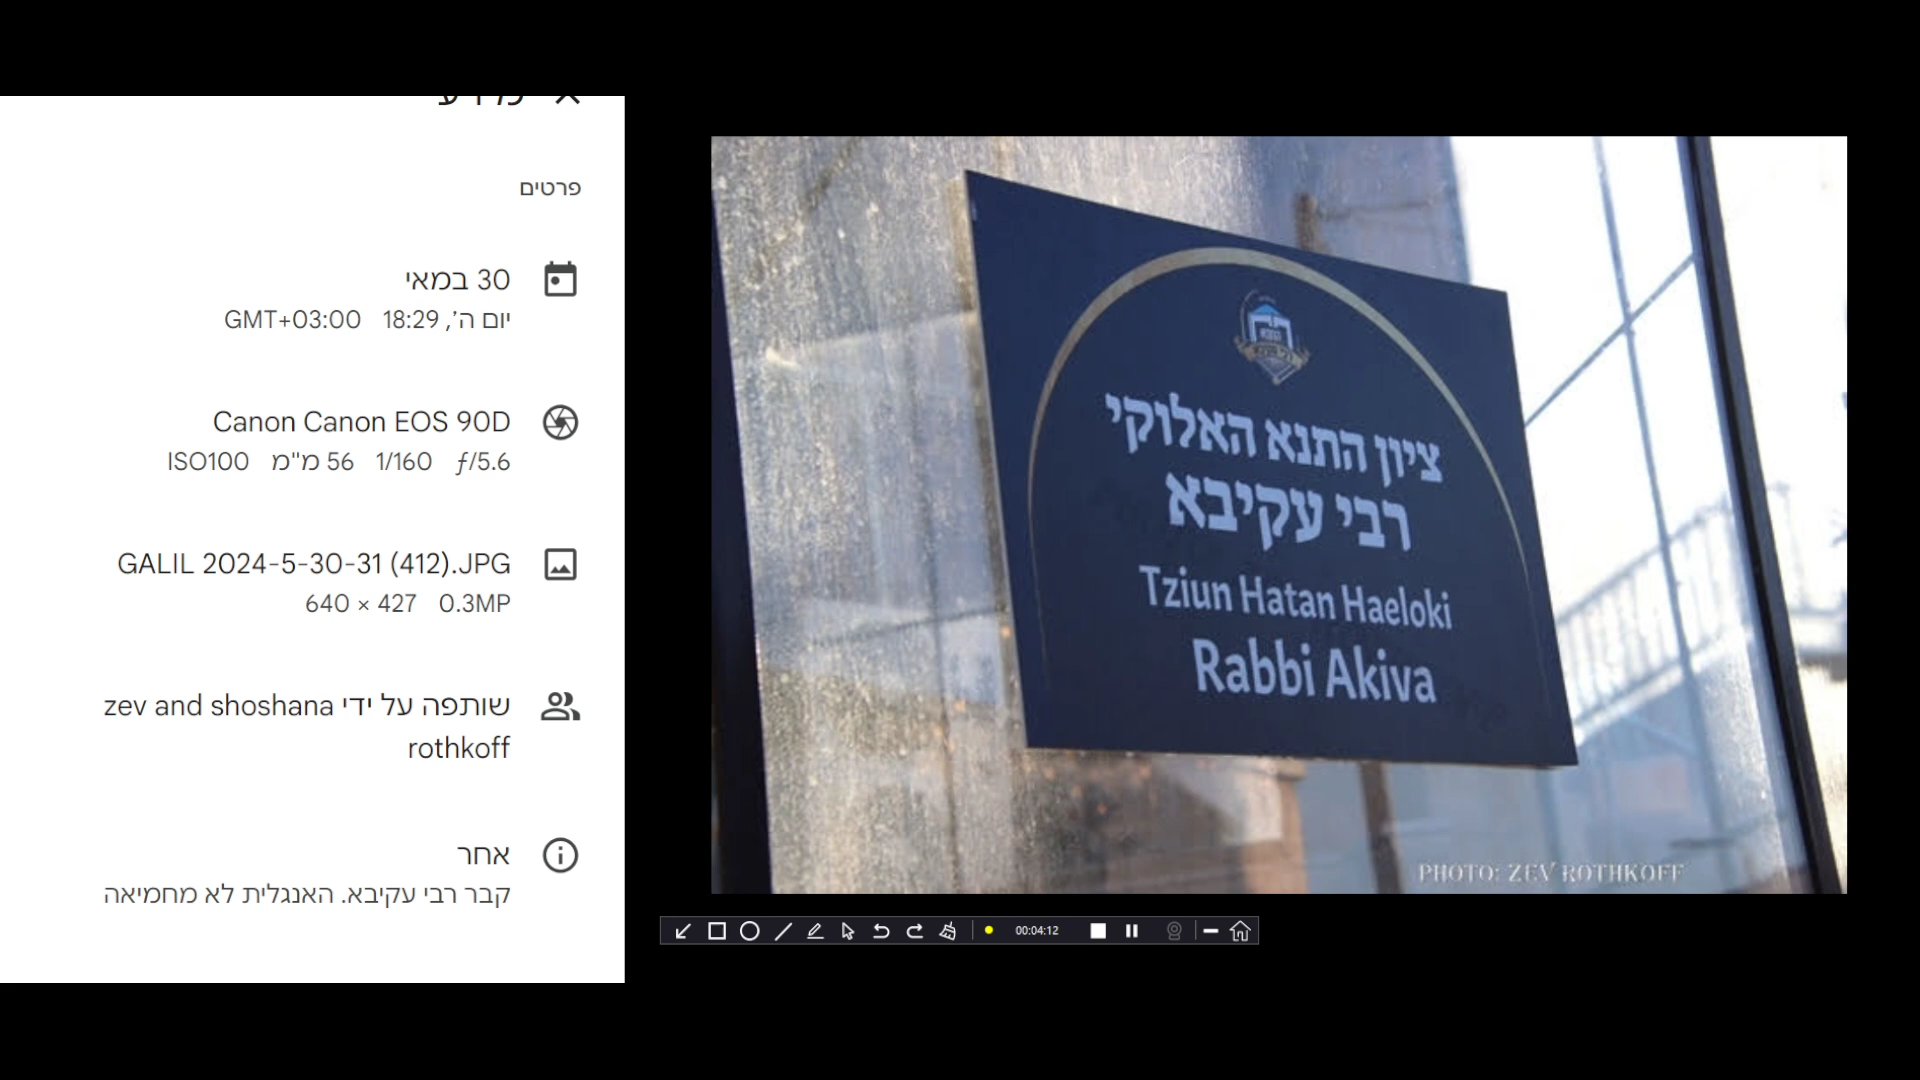 מידע
פרטים
30 במאי
יום ה׳, 18:29 GMT+03:00
Canon Canon EOS 90D
ƒ/5.6 1/160 56 מ"מ ISO100
GALIL 2024-5-30-31 (412).JPG
0.3MP 640 × 427
שותפה על ידי zev and shoshana
rothkoff
אחר
קבר רבי עקיבא. האנגלית לא מחמיאה
ציון התנא האלוקי
רבי עקיבא
Tziun Hatan Haeloki
Rabbi Akiva
PHOTO: ZEV ROTHKOFF
00:04:12